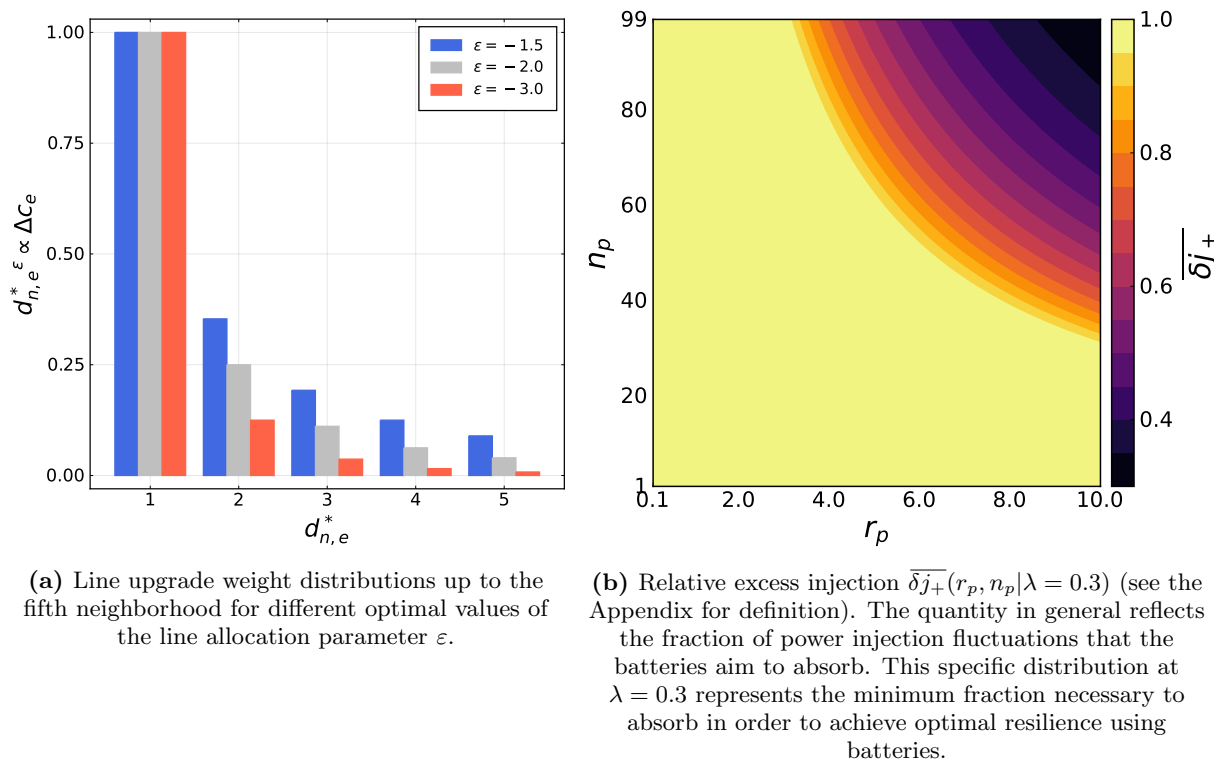 1.00
0.75
0.50
0.25
0.00
d*n,e ε ∝ Δce
1 2 3 4 5
d*n,e
ε = −1.5
ε = −2.0
ε = −3.0
99
80
60
40
20
1
np
0.1 2.0 4.0 6.0 8.0 10.0
rp
1.0
0.8
0.6
0.4
δj+
(a) Line upgrade weight distributions up to the
fifth neighborhood for different optimal values of
the line allocation parameter ε.
(b) Relative excess injection δj+(rp, np|λ = 0.3) (see the
Appendix for definition). The quantity in general reflects
the fraction of power injection fluctuations that the
batteries aim to absorb. This specific distribution at
λ = 0.3 represents the minimum fraction necessary to
absorb in order to achieve optimal resilience using
batteries.